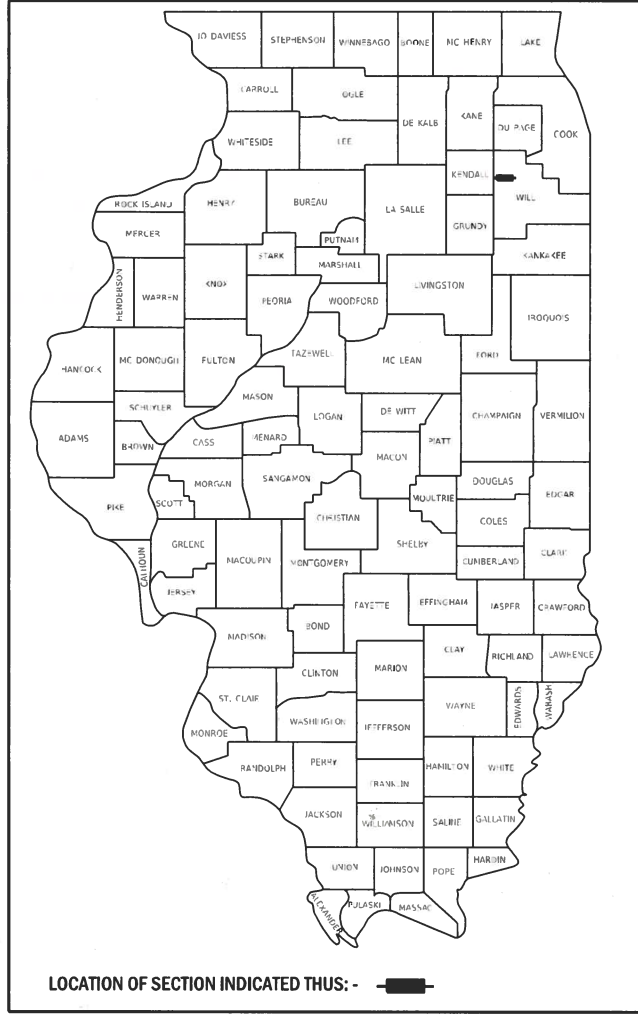 JO DAVIESS
STEPHENSON
WINNEBAGO
BOONE
MC HENRY
LAKE
CARROLL
OGLE
DE KALB
KANE
DU PAGE
COOK
WHITESIDE
LEE
KENDALL
WILL
ROCK ISLAND
HENRY
BUREAU
LA SALLE
GRUNDY
MERCER
PUTNAM
STARK
MARSHALL
KANKAKEE
HENDERSON
WARREN
KNOX
PEORIA
WOODFORD
LIVINGSTON
IROQUOIS
HANCOCK
MC DONOUGH
FULTON
TAZEWELL
MC LEAN
FORD
SCHUYLER
MASON
LOGAN
DE WITT
PIATT
CHAMPAIGN
VERMILION
ADAMS
BROWN
CASS
MENARD
MACON
PIKE
SCOTT
MORGAN
SANGAMON
CHRISTIAN
MOULTRIE
DOUGLAS
EDGAR
COLES
CALHOUN
GREENE
JERSEY
MACOUPIN
MONTGOMERY
SHELBY
CUMBERLAND
CLARK
FAYETTE
EFFINGHAM
JASPER
CRAWFORD
MADISON
BOND
CLINTON
MARION
CLAY
RICHLAND
LAWRENCE
ST. CLAIR
WASHINGTON
JEFFERSON
WAYNE
EDWARDS
WABASH
MONROE
RANDOLPH
PERRY
FRANKLIN
HAMILTON
WHITE
JACKSON
WILLIAMSON
SALINE
GALLATIN
UNION
JOHNSON
POPE
HARDIN
ALEXANDER
PULASKI
MASSAC
LOCATION OF SECTION INDICATED THUS: -